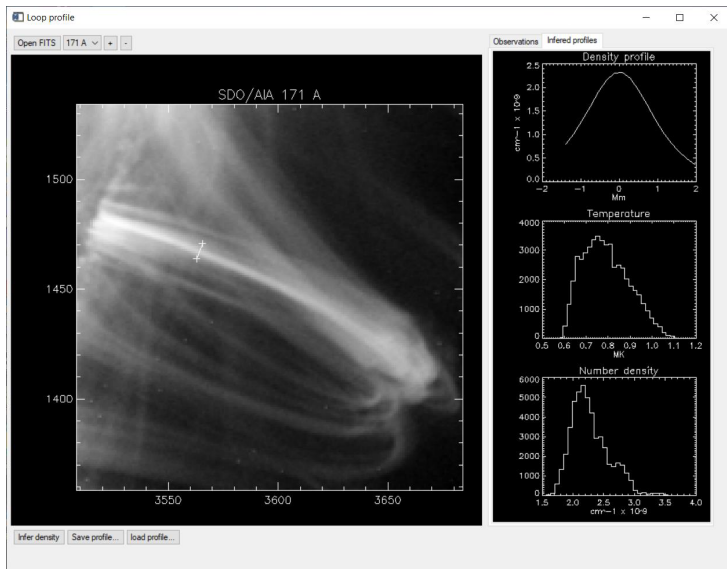 Loop profile
Open FITS 171 A + -
Observations Infered profiles
SDO/AIA 171 A
1500
1450
1400
3550 3600 3650
Density profile
cm^-1 x 10^9
2.5
2.0
1.5
1.0
0.5
0.0
-2 -1 0 1 2
Mm
Temperature
4000
3000
2000
1000
0
0.5 0.6 0.7 0.8 0.9 1.0 1.1 1.2
MK
Number density
6000
5000
4000
3000
2000
1000
0
1.5 2.0 2.5 3.0 3.5 4.0
cm^-1 x 10^9
Infer density Save profile... load profile...